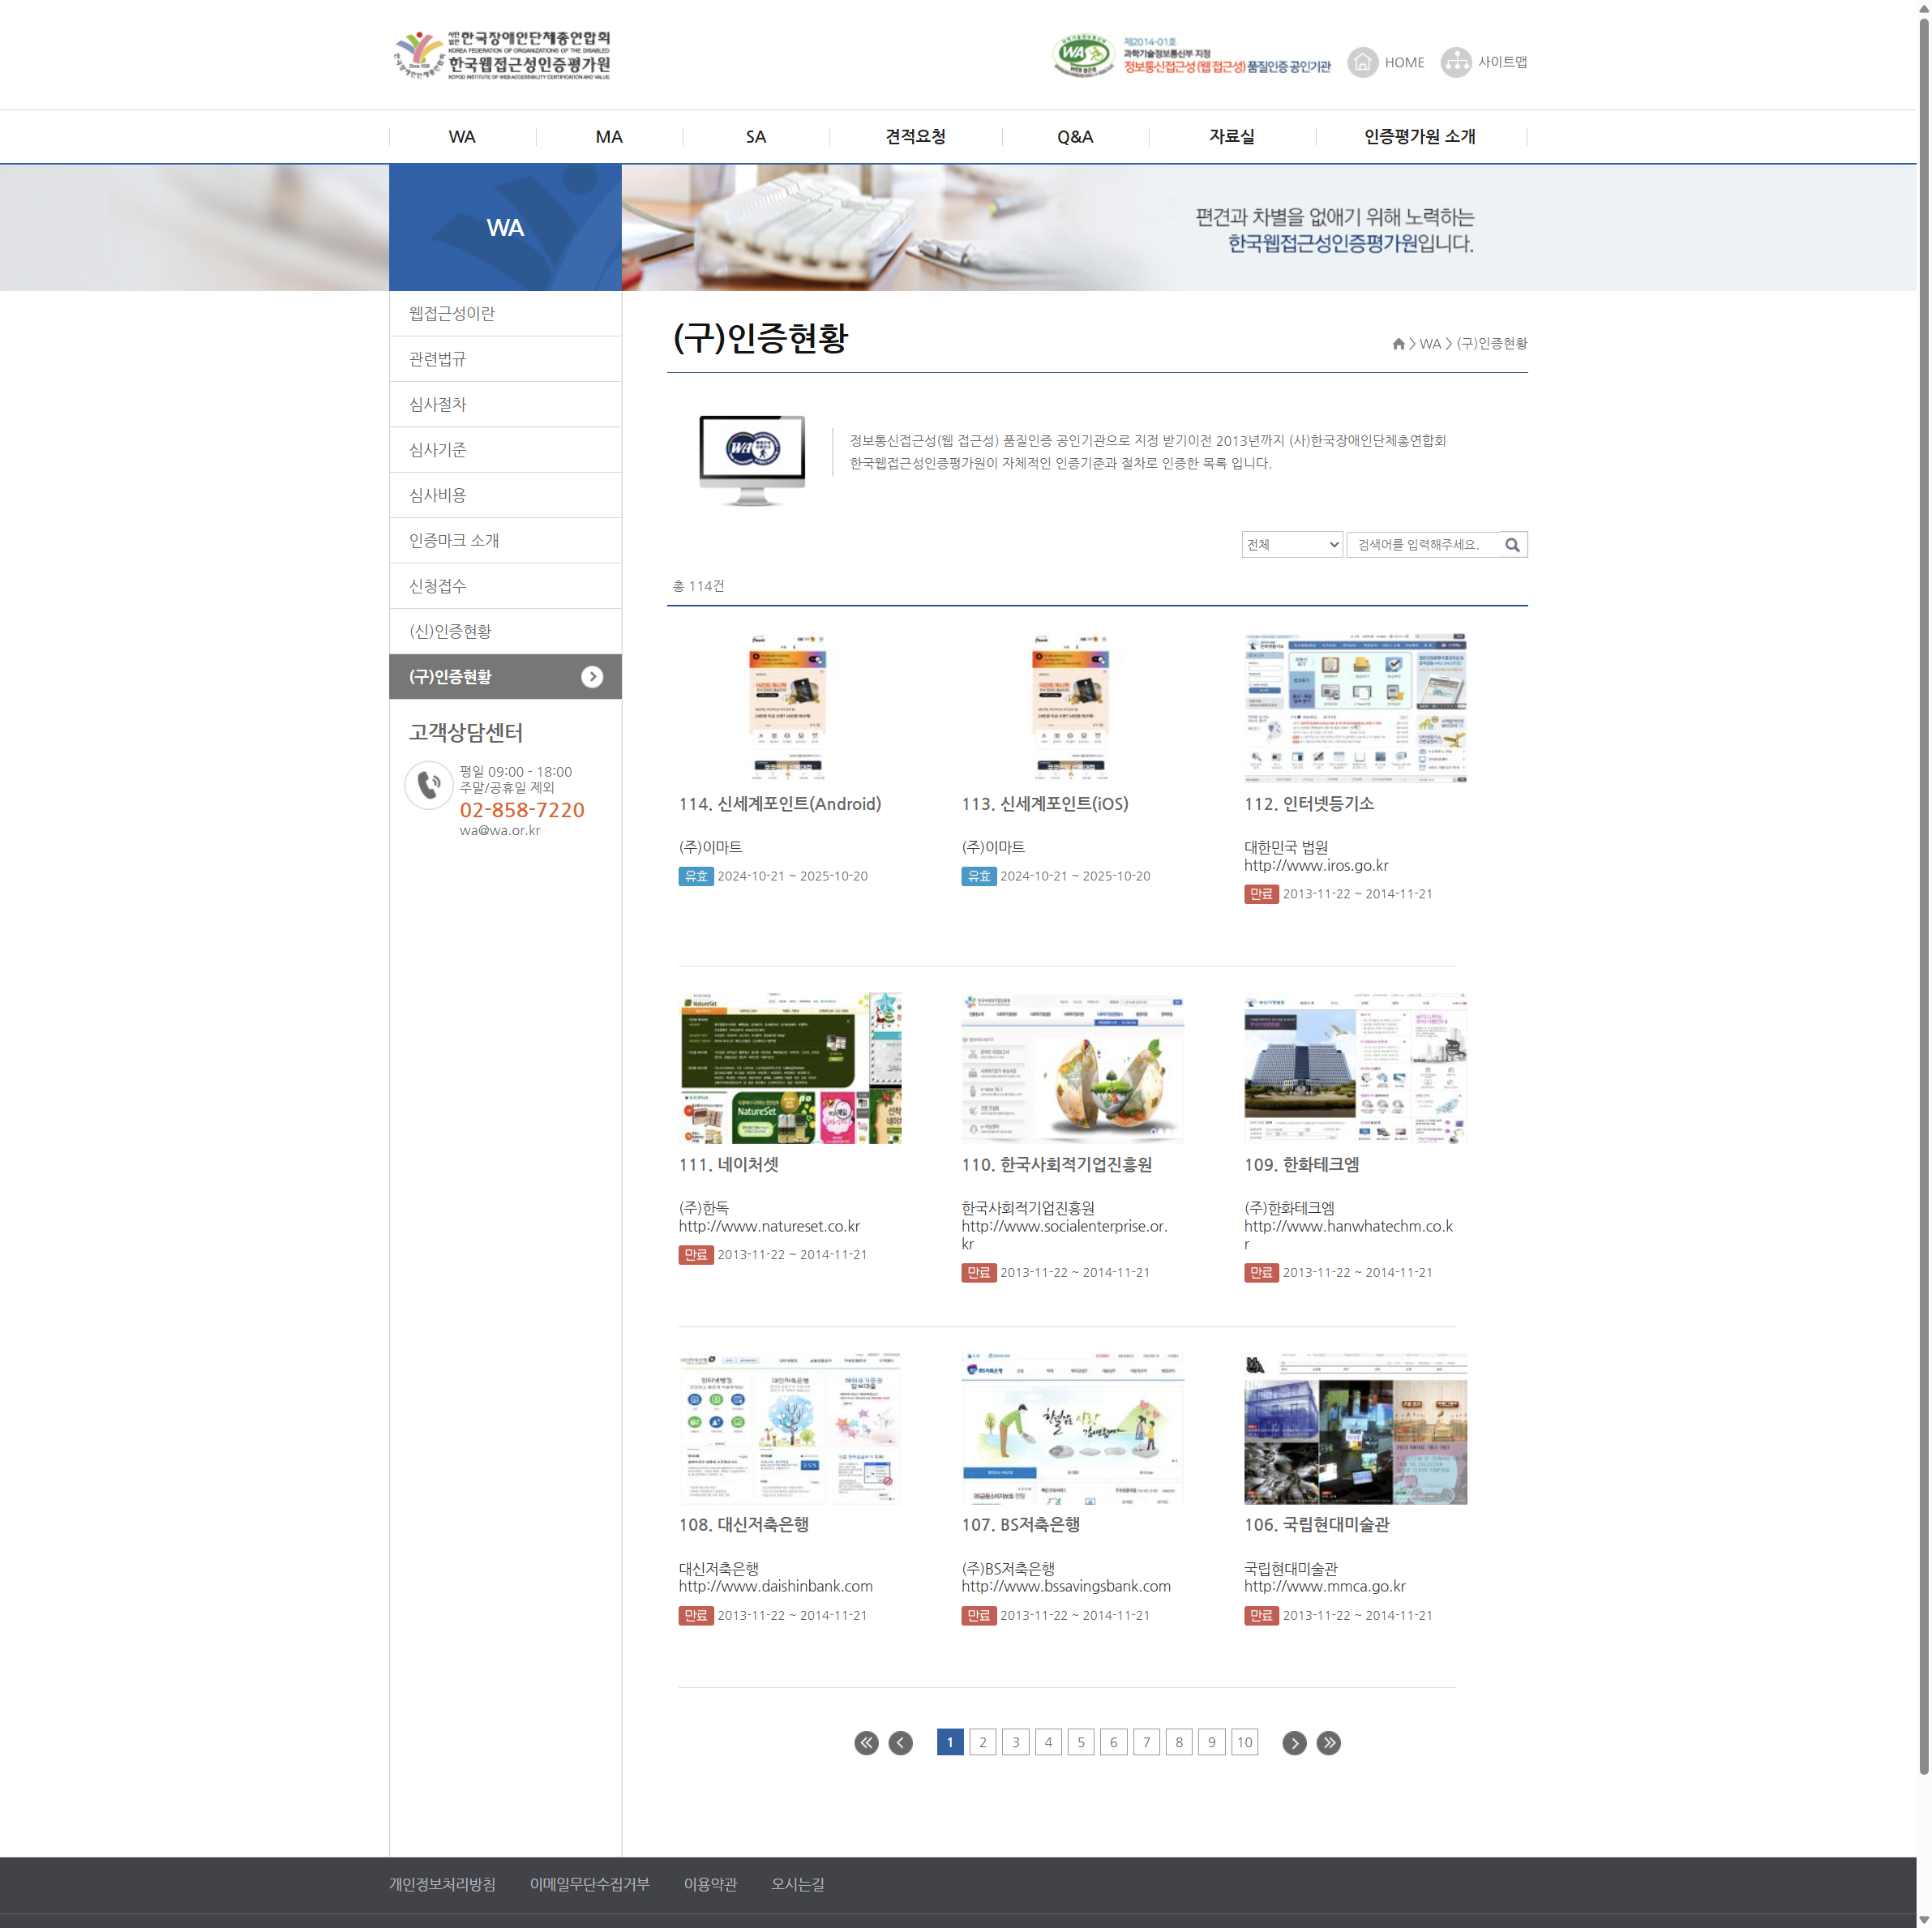 사단법인 한국장애인단체총연합회
KOREA FEDERATION OF ORGANIZATIONS OF THE DISABLED
한국웹접근성인증평가원
KOFOD INSTITUTE OF WEB ACCESSIBILITY CERTIFICATION AND VALUE
WA
제2014-01호
과학기술정보통신부 지정
정보통신접근성(웹 접근성) 품질인증 공인기관
HOME
사이트맵
WA
MA
SA
견적요청
Q&A
자료실
인증평가원 소개
WA
편견과 차별을 없애기 위해 노력하는
한국웹접근성인증평가원입니다.
웹접근성이란
관련법규
심사절차
심사기준
심사비용
인증마크 소개
신청접수
(신)인증현황
(구)인증현황
고객상담센터
평일 09:00 - 18:00
주말/공휴일 제외
02-858-7220
wa@wa.or.kr
(구)인증현황
> WA > (구)인증현황
WA
정보통신접근성(웹 접근성) 품질인증 공인기관으로 지정 받기이전 2013년까지 (사)한국장애인단체총연합회
한국웹접근성인증평가원이 자체적인 인증기준과 절차로 인증한 목록 입니다.
전체
검색어를 입력해주세요.
총 114건
114. 신세계포인트(Android)
(주)이마트
유효 2024-10-21 ~ 2025-10-20
113. 신세계포인트(iOS)
(주)이마트
유효 2024-10-21 ~ 2025-10-20
112. 인터넷등기소
대한민국 법원
http://www.iros.go.kr
만료 2013-11-22 ~ 2014-11-21
NatureSet
NatureSet
111. 네이처셋
(주)한독
http://www.natureset.co.kr
만료 2013-11-22 ~ 2014-11-21
110. 한국사회적기업진흥원
한국사회적기업진흥원
http://www.socialenterprise.or.
kr
만료 2013-11-22 ~ 2014-11-21
109. 한화테크엠
(주)한화테크엠
http://www.hanwhatechm.co.k
r
만료 2013-11-22 ~ 2014-11-21
인터넷뱅킹
대신저축은행
108. 대신저축은행
대신저축은행
http://www.daishinbank.com
만료 2013-11-22 ~ 2014-11-21
BS저축은행
107. BS저축은행
(주)BS저축은행
http://www.bssavingsbank.com
만료 2013-11-22 ~ 2014-11-21
106. 국립현대미술관
국립현대미술관
http://www.mmca.go.kr
만료 2013-11-22 ~ 2014-11-21
1 2 3 4 5 6 7 8 9 10
개인정보처리방침
이메일무단수집거부
이용약관
오시는길